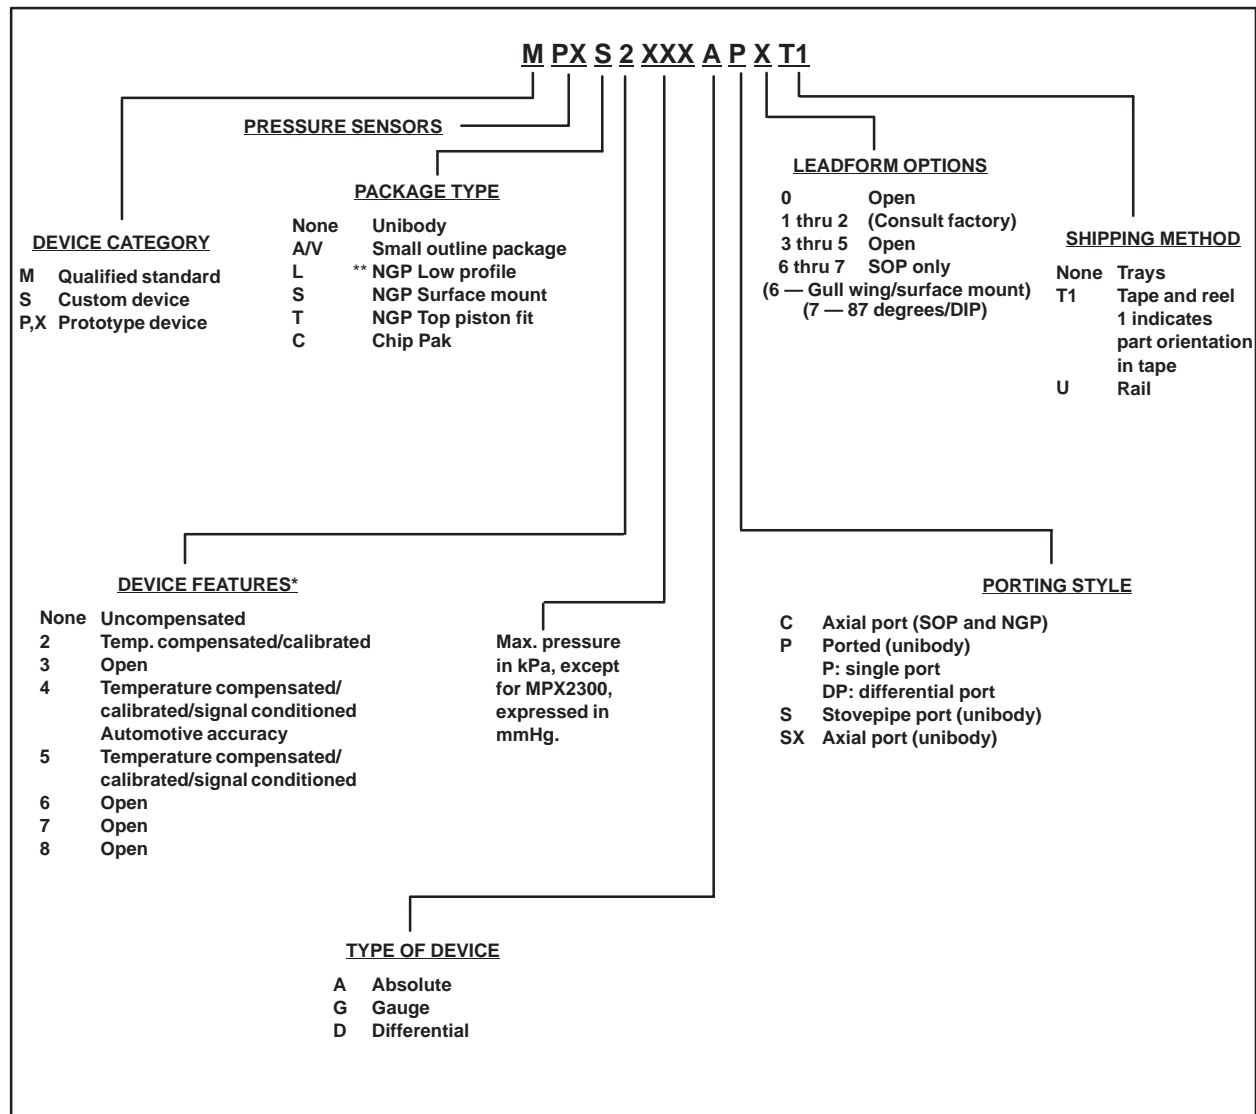 M PX S 2 XXX A P X T1
PRESSURE SENSORS
DEVICE CATEGORY
M Qualified standard
S Custom device
P,X Prototype device
PACKAGE TYPE
None Unibody
A/V Small outline package
L ** NGP Low profile
S NGP Surface mount
T NGP Top piston fit
C Chip Pak
LEADFORM OPTIONS
0 Open
1 thru 2 (Consult factory)
3 thru 5 Open
6 thru 7 SOP only
(6 — Gull wing/surface mount)
(7 — 87 degrees/DIP)
SHIPPING METHOD
None Trays
T1 Tape and reel
1 indicates
part orientation
in tape
U Rail
DEVICE FEATURES*
None Uncompensated
2 Temp. compensated/calibrated
3 Open
4 Temperature compensated/
calibrated/signal conditioned
Automotive accuracy
5 Temperature compensated/
calibrated/signal conditioned
6 Open
7 Open
8 Open
Max. pressure
in kPa, except
for MPX2300,
expressed in
mmHg.
PORTING STYLE
C Axial port (SOP and NGP)
P Ported (unibody)
P: single port
DP: differential port
S Stovepipe port (unibody)
SX Axial port (unibody)
TYPE OF DEVICE
A Absolute
G Gauge
D Differential